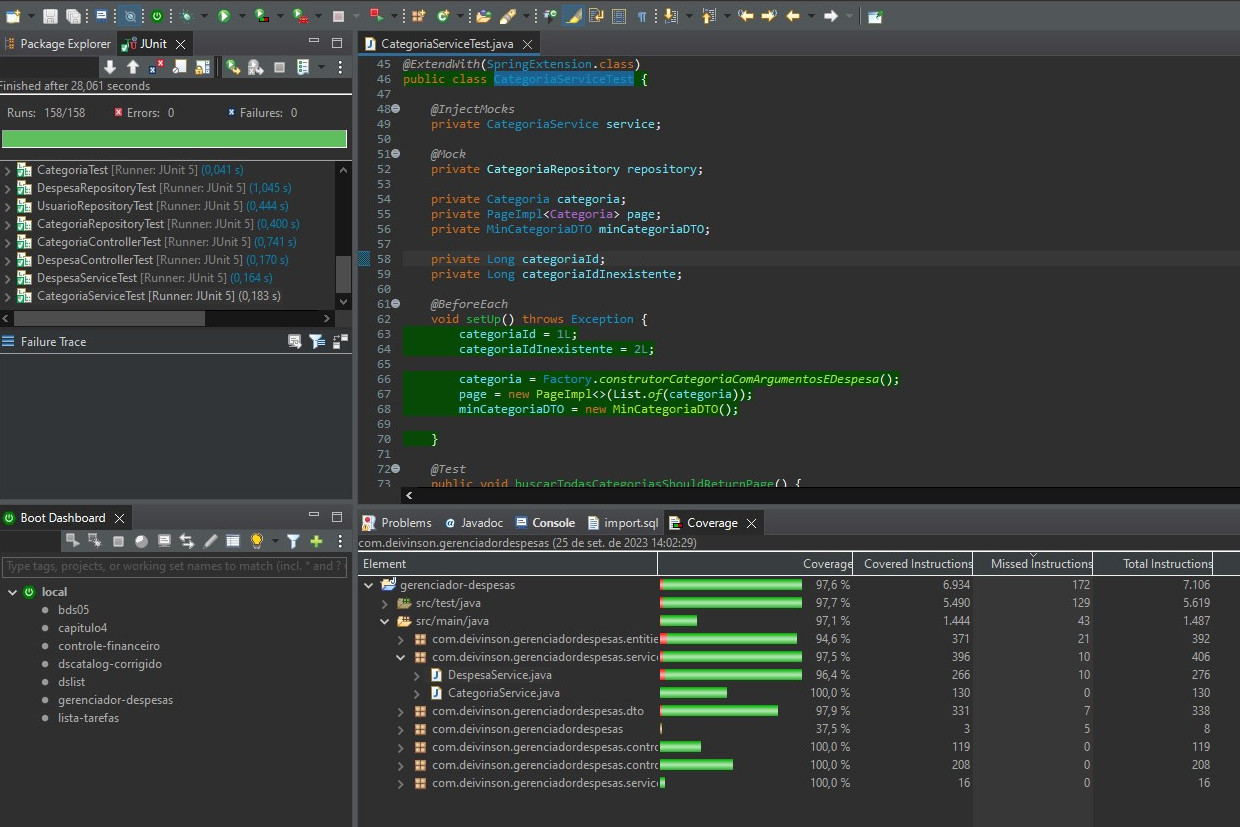 Package Explorer
JUnit
Finished after 28,061 seconds
Runs: 158/158
Errors: 0
Failures: 0
CategoriaTest [Runner: JUnit 5] (0,041 s)
DespesaRepositoryTest [Runner: JUnit 5] (1,045 s)
UsuarioRepositoryTest [Runner: JUnit 5] (0,444 s)
CategoriaRepositoryTest [Runner: JUnit 5] (0,400 s)
CategoriaControllerTest [Runner: JUnit 5] (0,741 s)
DespesaControllerTest [Runner: JUnit 5] (0,170 s)
DespesaServiceTest [Runner: JUnit 5] (0,164 s)
CategoriaServiceTest [Runner: JUnit 5] (0,183 s)
Failure Trace
Boot Dashboard
Type tags, projects, or working set names to match (incl. * and ?
local
bds05
capitulo4
controle-financeiro
dscatalog-corrigido
dslist
gerenciador-despesas
lista-tarefas
CategoriaServiceTest.java
45 @ExtendWith(SpringExtension.class)
46 public class CategoriaServiceTest {
47
48 @InjectMocks
49 private CategoriaService service;
50
51 @Mock
52 private CategoriaRepository repository;
53
54 private Categoria categoria;
55 private PageImpl<Categoria> page;
56 private MinCategoriaDTO minCategoriaDTO;
57
58 private Long categoriaId;
59 private Long categoriaIdInexistente;
60
61 @BeforeEach
62 void setUp() throws Exception {
63 categoriaId = 1L;
64 categoriaIdInexistente = 2L;
65
66 categoria = Factory.construtorCategoriaComArgumentosEDespesa();
67 page = new PageImpl<>(List.of(categoria));
68 minCategoriaDTO = new MinCategoriaDTO();
69
70 }
71
72 @Test
73 public void buscarTodasCategoriasShouldReturnPage() {
Problems
Javadoc
Console
import.sql
Coverage
com.deivinson.gerenciadordespesas (25 de set. de 2023 14:02:29)
Element Coverage Covered Instructions Missed Instructions Total Instructions
gerenciador-despesas 97,6 % 6.934 172 7.106
src/test/java 97,7 % 5.490 129 5.619
src/main/java 97,1 % 1.444 43 1.487
com.deivinson.gerenciadordespesas.entitie 94,6 % 371 21 392
com.deivinson.gerenciadordespesas.servic 97,5 % 396 10 406
DespesaService.java 96,4 % 266 10 276
CategoriaService.java 100,0 % 130 0 130
com.deivinson.gerenciadordespesas.dto 97,9 % 331 7 338
com.deivinson.gerenciadordespesas 37,5 % 3 5 8
com.deivinson.gerenciadordespesas.contro 100,0 % 119 0 119
com.deivinson.gerenciadordespesas.contro 100,0 % 208 0 208
com.deivinson.gerenciadordespesas.servic 100,0 % 16 0 16